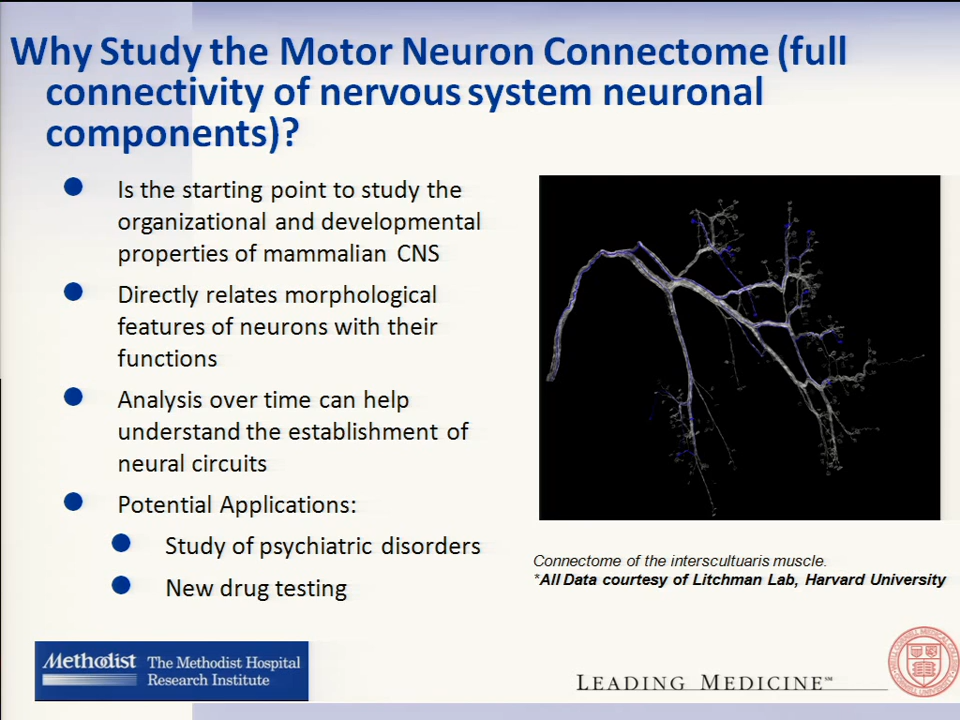 Why Study the Motor Neuron Connectome (full
connectivity of nervous system neuronal
components)?
Is the starting point to study the
organizational and developmental
properties of mammalian CNS
Directly relates morphological
features of neurons with their
functions
Analysis over time can help
understand the establishment of
neural circuits
Potential Applications:
Study of psychiatric disorders
New drug testing
Connectome of the interscultuaris muscle.
*All Data courtesy of Litchman Lab, Harvard University
Methodist The Methodist Hospital
Research Institute
LEADING MEDICINE℠